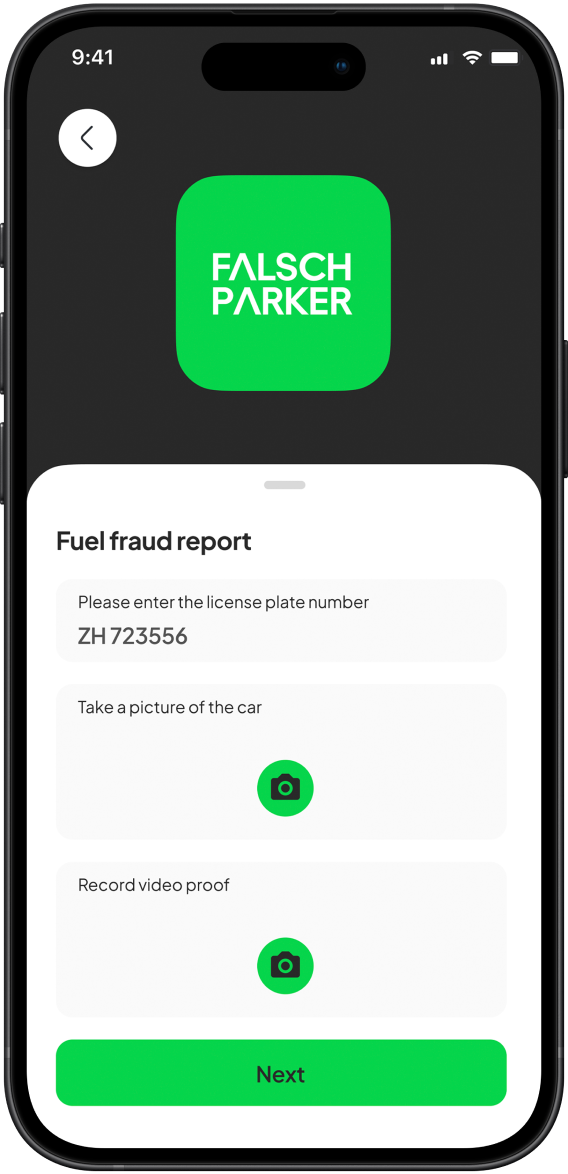 9:41
FALSCH
PARKER
Fuel fraud report
Please enter the license plate number
ZH 723556
Take a picture of the car
Record video proof
Next